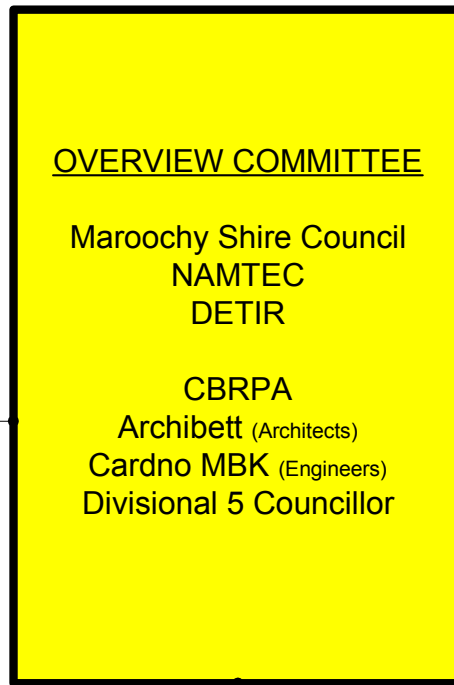 OVERVIEW COMMITTEE
Maroochy Shire Council
NAMTEC
DETIR
CBRPA
Archibett (Architects)
Cardno MBK (Engineers)
Divisional 5 Councillor